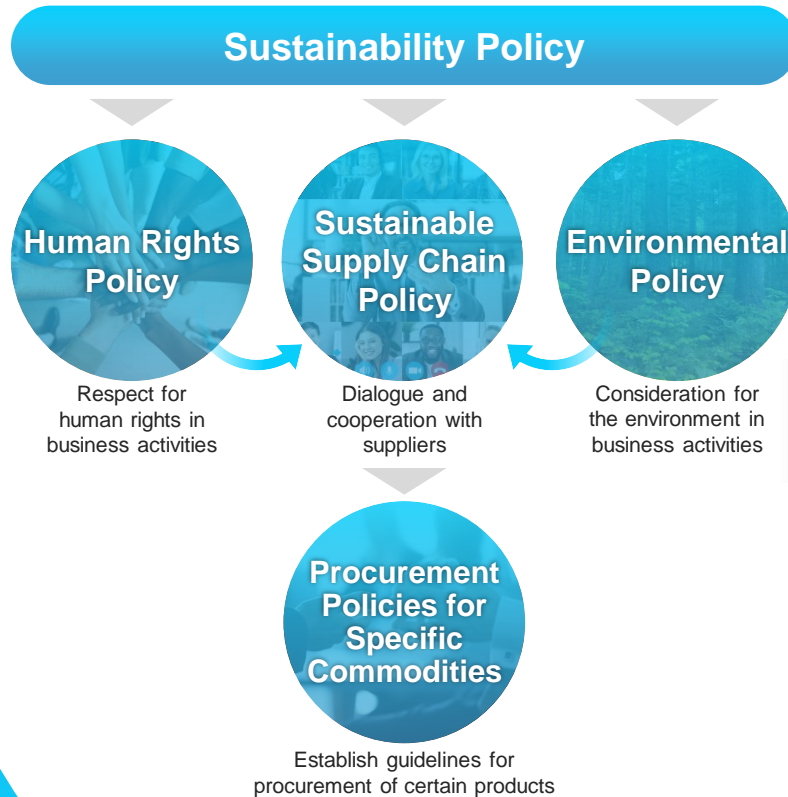 Sustainability Policy
Human Rights
Policy
Sustainable
Supply Chain
Policy
Environmental
Policy
Respect for
human rights in
business activities
Dialogue and
cooperation with
suppliers
Consideration for
the environment in
business activities
Procurement
Policies for
Specific
Commodities
Establish guidelines for
procurement of certain products